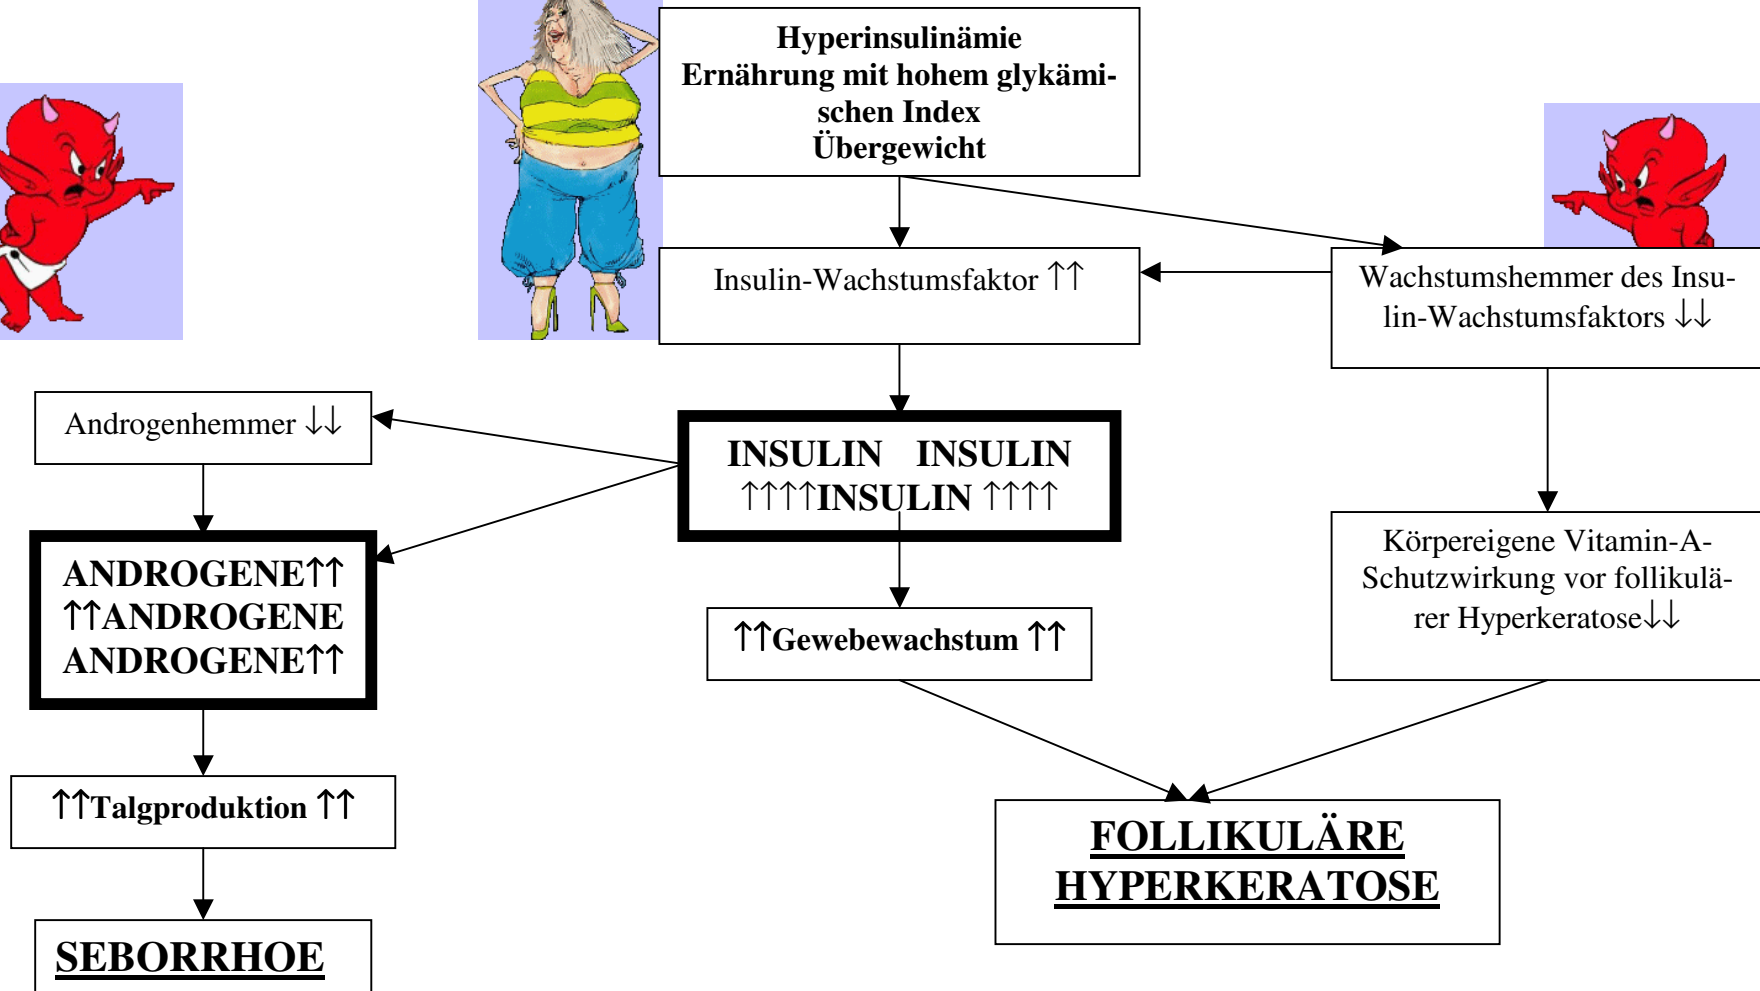 Hyperinsulinämie
Ernährung mit hohem glykämi-
schen Index
Übergewicht
Insulin-Wachstumsfaktor ↑↑
Wachstumshemmer des Insu-
lin-Wachstumsfaktors ↓↓
Androgenhemmer ↓↓
INSULIN INSULIN
↑↑↑↑INSULIN ↑↑↑↑
ANDROGENE↑↑
↑↑ANDROGENE
ANDROGENE↑↑
↑↑Gewebewachstum ↑↑
Körpereigene Vitamin-A-
Schutzwirkung vor follikulä-
rer Hyperkeratose↓↓
↑↑Talgproduktion ↑↑
FOLLIKULÄRE
HYPERKERATOSE
SEBORRHOE